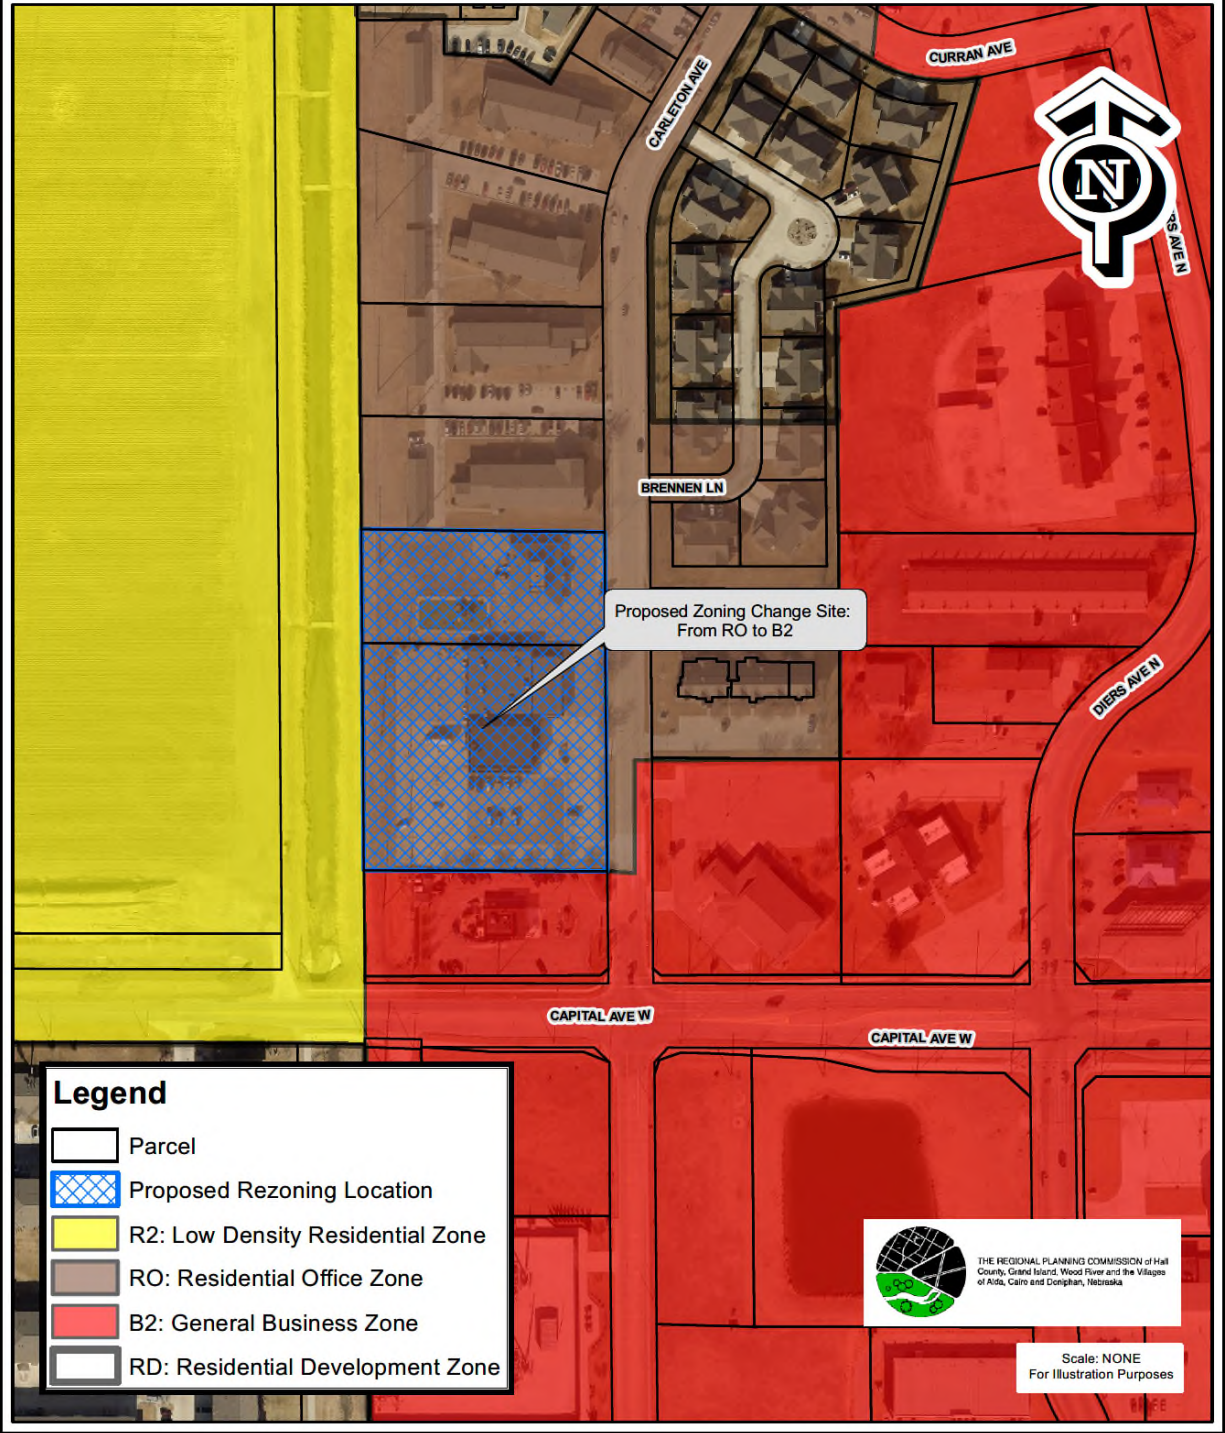 CURRAN AVE
CARLETON AVE
N
RS AVE N
BRENNEN LN
Proposed Zoning Change Site:
From RO to B2
DIERS AVE N
CAPITAL AVE W
CAPITAL AVE W
Legend
Parcel
Proposed Rezoning Location
R2: Low Density Residential Zone
RO: Residential Office Zone
B2: General Business Zone
RD: Residential Development Zone
THE REGIONAL PLANNING COMMISSION of Hall
County, Grand Island, Wood River and the Villages
of Alda, Cairo and Doniphan, Nebraska
Scale: NONE
For Illustration Purposes